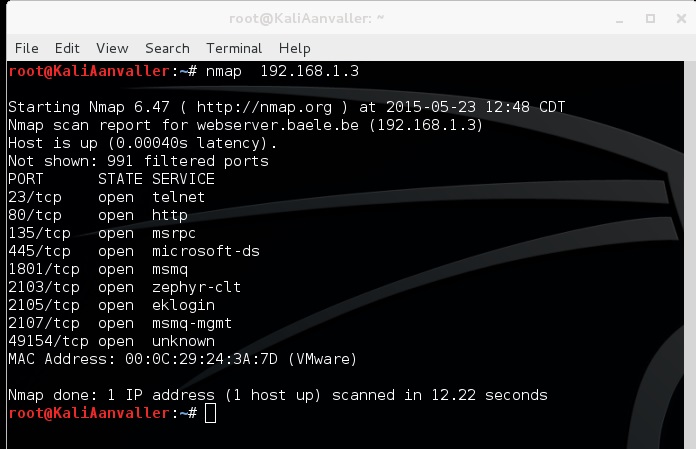 root@KaliAanvaller: ~
File Edit View Search Terminal Help
root@KaliAanvaller:~# nmap  192.168.1.3
Starting Nmap 6.47 ( http://nmap.org ) at 2015-05-23 12:48 CDT
Nmap scan report for webserver.baele.be (192.168.1.3)
Host is up (0.00040s latency).
Not shown: 991 filtered ports
PORT      STATE SERVICE
23/tcp    open  telnet
80/tcp    open  http
135/tcp   open  msrpc
445/tcp   open  microsoft-ds
1801/tcp  open  msmq
2103/tcp  open  zephyr-clt
2105/tcp  open  eklogin
2107/tcp  open  msmq-mgmt
49154/tcp open  unknown
MAC Address: 00:0C:29:24:3A:7D (VMware)
Nmap done: 1 IP address (1 host up) scanned in 12.22 seconds
root@KaliAanvaller:~#